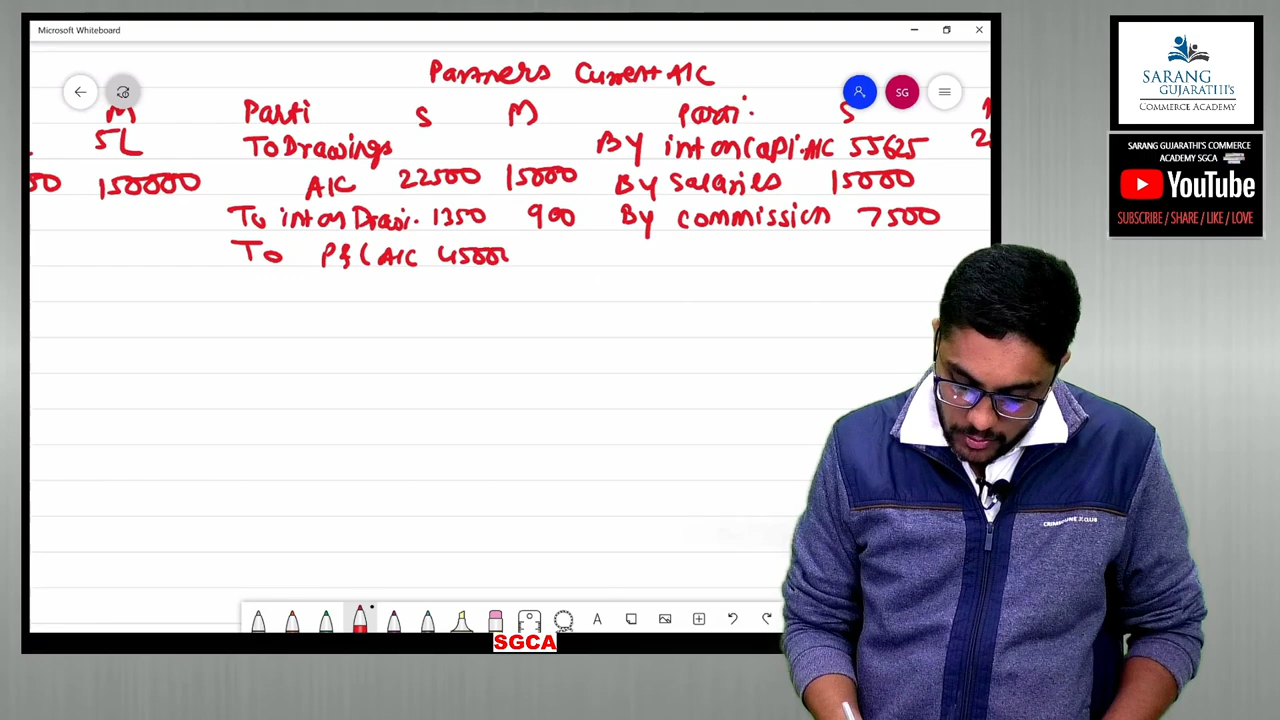 Microsoft Whiteboard
Partners Current A/C
M Parti S M Parti. S
5L To Drawings By int on Capi. A/C 55625
150000 A/C 22500 15000 By Salaries 15000
To int on Drawi. 1350 900 By commission 7500
To P&L A/C 45000
SG
A
SGCA
SARANG
GUJARATHI's
COMMERCE ACADEMY
SARANG GUJARATHI'S COMMERCE
ACADEMY SGCA
YouTube
SUBSCRIBE / SHARE / LIKE / LOVE